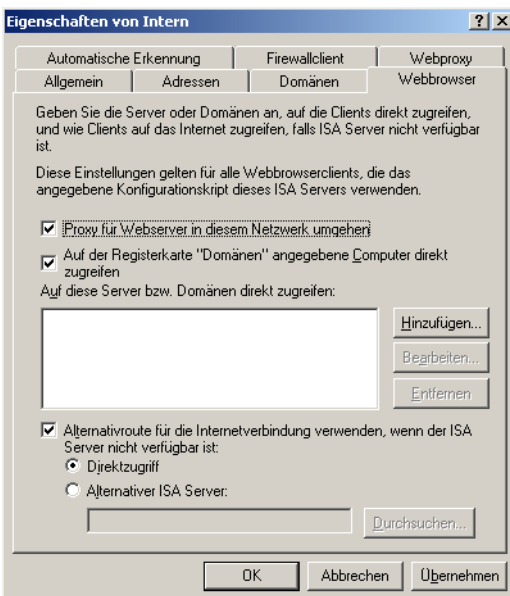 Eigenschaften von Intern
Automatische Erkennung Firewallclient Webproxy
Allgemein Adressen Domänen Webbrowser
Geben Sie die Server oder Domänen an, auf die Clients direkt zugreifen,
und wie Clients auf das Internet zugreifen, falls ISA Server nicht verfügbar
ist.
Diese Einstellungen gelten für alle Webbrowserclients, die das
angegebene Konfigurationskript dieses ISA Servers verwenden.
Proxy für Webserver in diesem Netzwerk umgehen
Auf der Registerkarte "Domänen" angegebene Computer direkt
zugreifen
Auf diese Server bzw. Domänen direkt zugreifen:
Hinzufügen...
Bearbeiten...
Entfernen
Alternativroute für die Internetverbindung verwenden, wenn der ISA
Server nicht verfügbar ist:
Direktzugriff
Alternativer ISA Server:
Durchsuchen...
OK Abbrechen Übernehmen